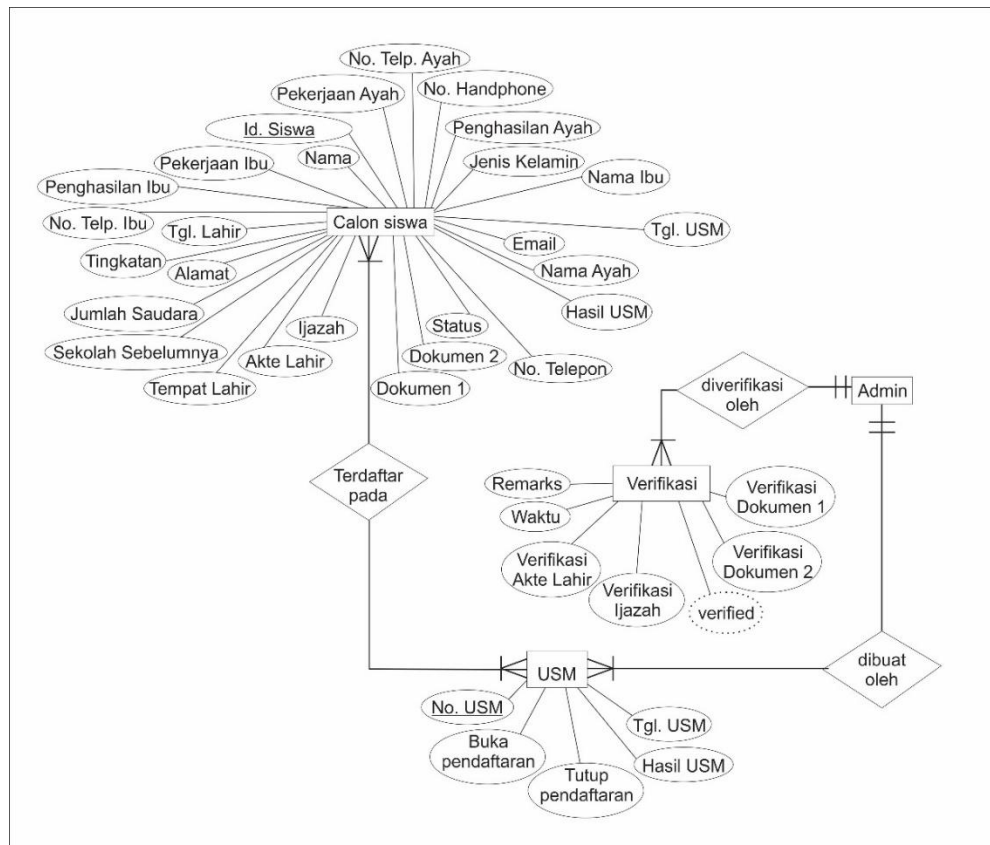 No. Telp. Ayah
Pekerjaan Ayah
No. Handphone
Id. Siswa
Penghasilan Ayah
Nama
Jenis Kelamin
Pekerjaan Ibu
Nama Ibu
Penghasilan Ibu
No. Telp. Ibu
Calon siswa
Tgl. Lahir
Tgl. USM
Email
Tingkatan
Alamat
Nama Ayah
Jumlah Saudara
Hasil USM
Ijazah
Status
Sekolah Sebelumnya
Akte Lahir
Dokumen 2
No. Telepon
Tempat Lahir
Dokumen 1
diverifikasi
oleh
Admin
Terdaftar
pada
Remarks
Verifikasi
Verifikasi
Dokumen 1
Waktu
Verifikasi
Akte Lahir
Verifikasi
Dokumen 2
Verifikasi
Ijazah
verified
dibuat
oleh
USM
No. USM
Tgl. USM
Buka
pendaftaran
Hasil USM
Tutup
pendaftaran